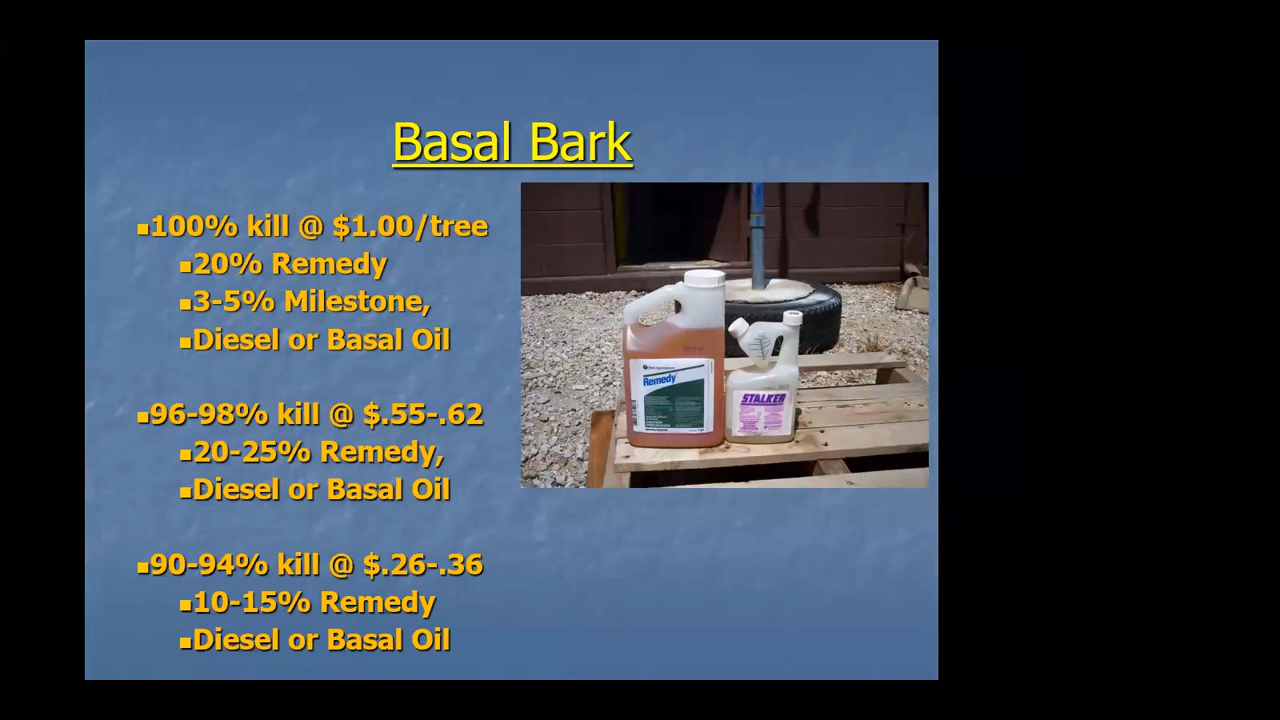 Basal Bark
100% kill @ $1.00/tree
20% Remedy
3-5% Milestone,
Diesel or Basal Oil
96-98% kill @ $.55-.62
20-25% Remedy,
Diesel or Basal Oil
90-94% kill @ $.26-.36
10-15% Remedy
Diesel or Basal Oil
Remedy
STALKER